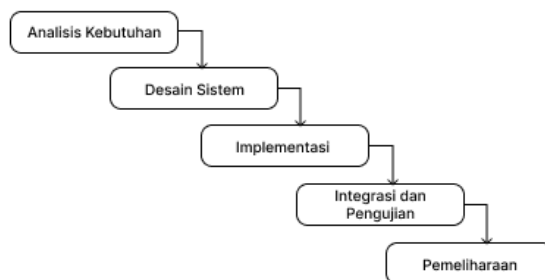 Analisis Kebutuhan
Desain Sistem
Implementasi
Integrasi dan
Pengujian
Pemeliharaan